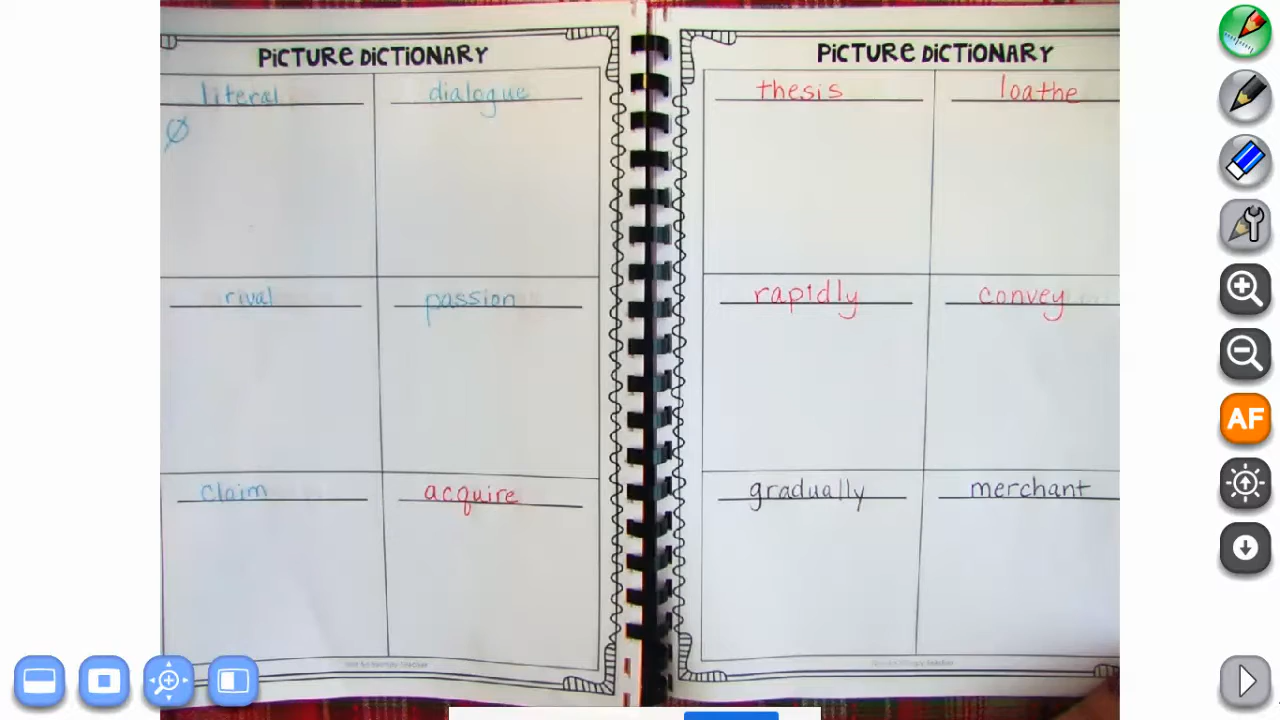 PICTURE DICTIONARY
literal
dialogue
Ø
rival
passion
claim
acquire
PICTURE DICTIONARY
thesis
loathe
rapidly
convey
gradually
merchant
AF